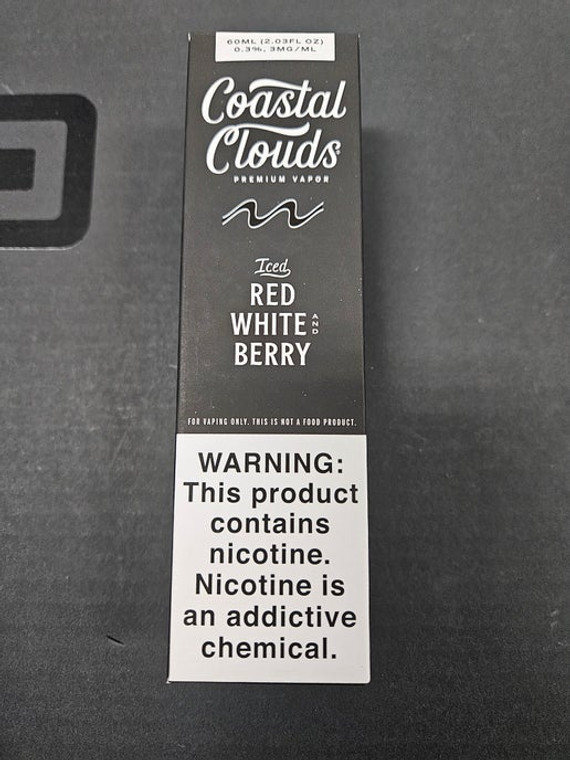 60ML (2.03FL OZ)
0.3%, 3MG/ML
Coastal
Clouds
PREMIUM VAPOR
Iced
RED
WHITE AND
BERRY
FOR VAPING ONLY. THIS IS NOT A FOOD PRODUCT.
WARNING:
This product
contains
nicotine.
Nicotine is
an addictive
chemical.